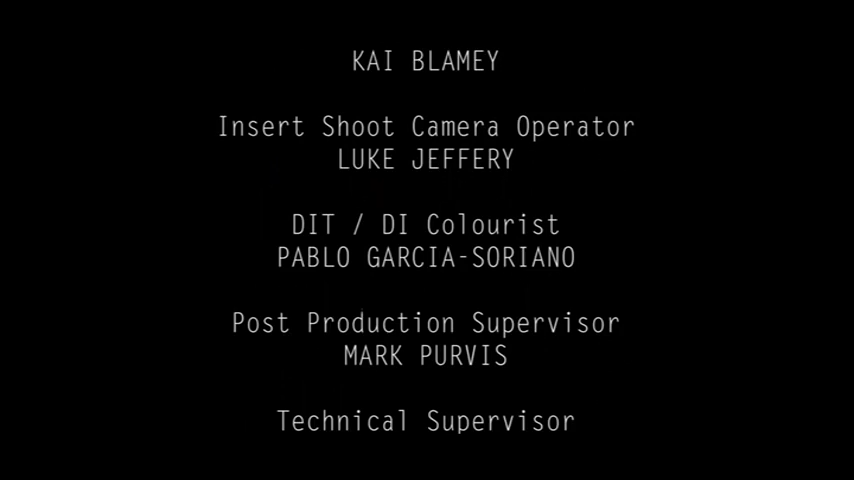 KAI BLAMEY
Insert Shoot Camera Operator
LUKE JEFFERY
DIT / DI Colourist
PABLO GARCIA-SORIANO
Post Production Supervisor
MARK PURVIS
Technical Supervisor